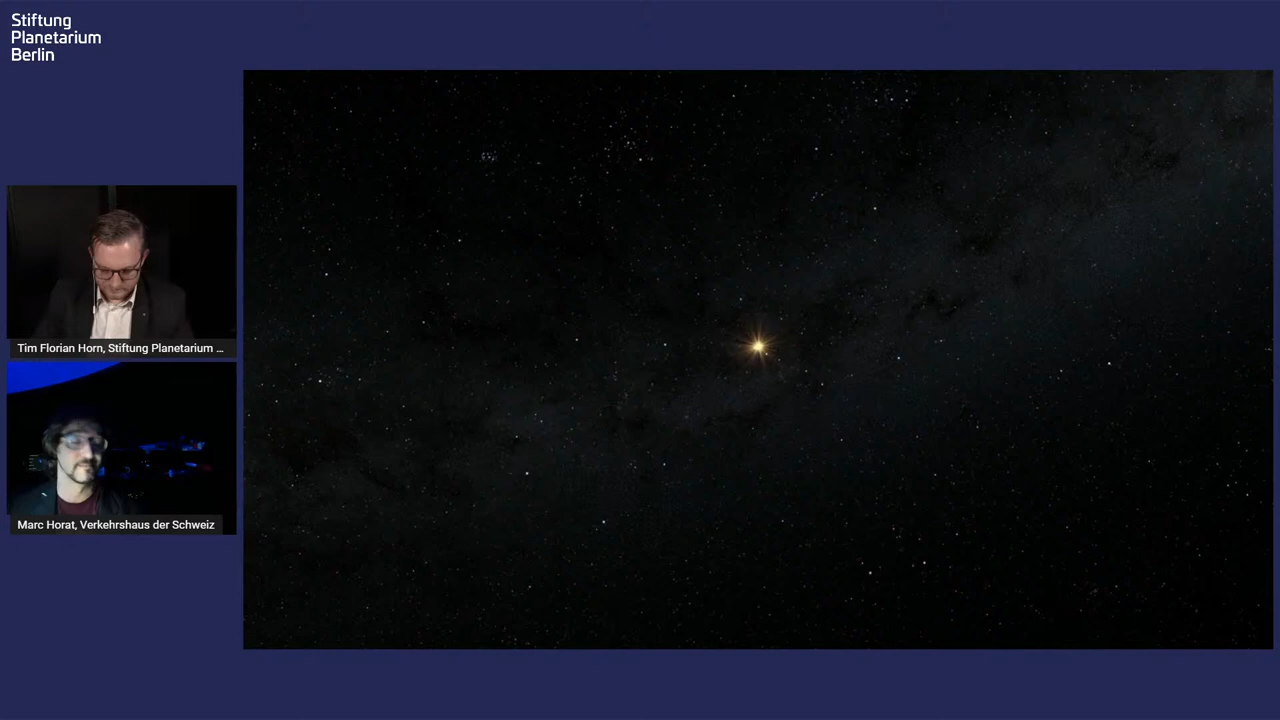 Stiftung
Planetarium
Berlin
Tim Florian Horn, Stiftung Planetarium ...
Marc Horat, Verkehrshaus der Schweiz